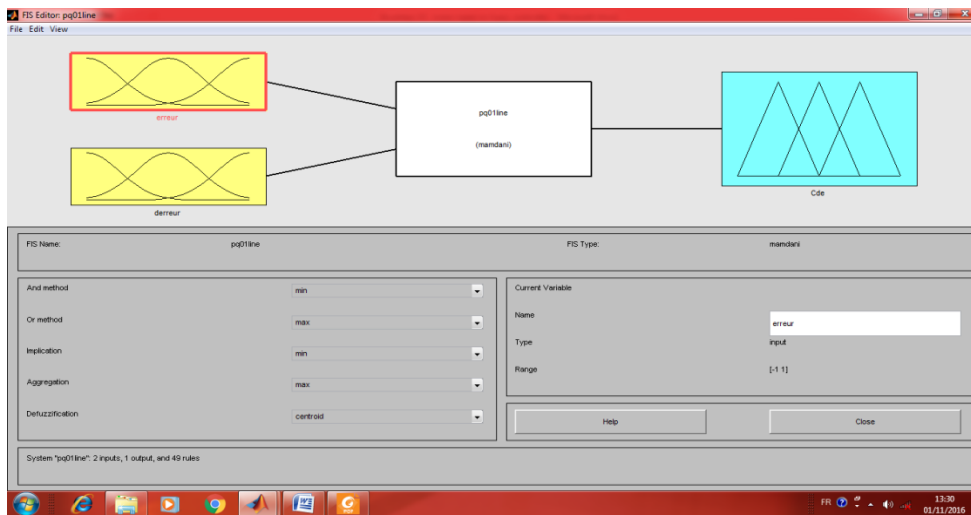 FIS Editor: pq01line
File Edit View
erreur
pq01line
(mamdani)
derreur
Cde
FIS Name: pq01line FIS Type: mamdani
And method min
Or method max
Implication min
Aggregation max
Defuzzification centroid
Current Variable
Name erreur
Type input
Range [-1 1]
Help Close
System "pq01line": 2 inputs, 1 output, and 49 rules
FR 13:30
01/11/2016